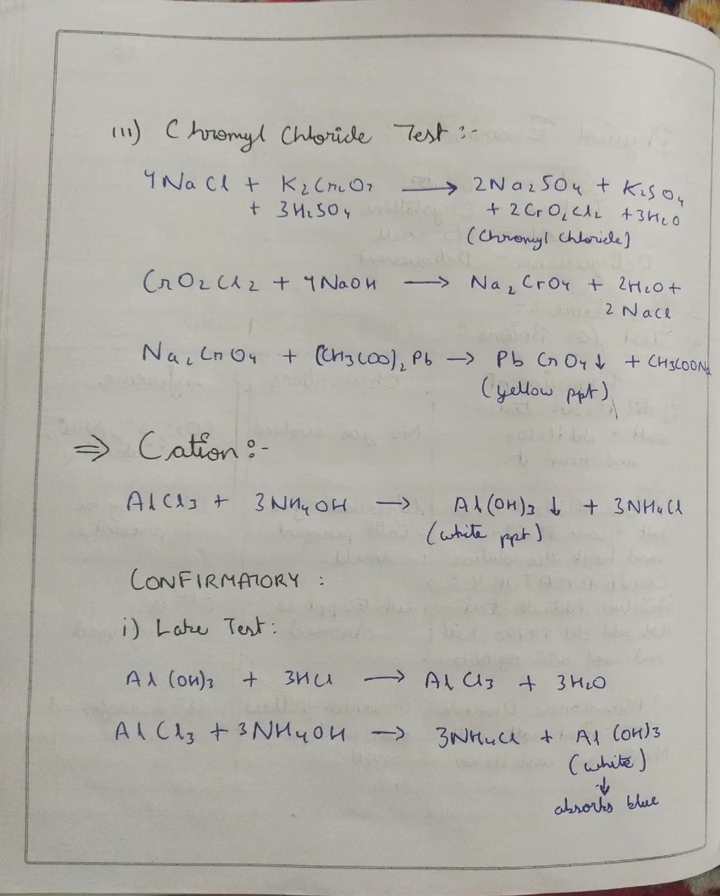 III) Chromyl Chloride Test :-
4NaCl + K2Cr2O7 → 2Na2SO4 + K2SO4
+ 3H2SO4 + 2CrO2Cl2 + 3H2O
(Chromyl Chloride)
CrO2Cl2 + 4NaOH → Na2CrO4 + 2H2O +
2NaCl
Na2CrO4 + (CH3COO)2Pb → PbCrO4↓ + CH3COONa
(yellow ppt)
⇒ Cation :-
AlCl3 + 3NH4OH → Al(OH)3 ↓ + 3NH4Cl
(white ppt)
CONFIRMATORY :
i) Lake Test :
Al(OH)3 + 3HCl → AlCl3 + 3H2O
AlCl3 + 3NH4OH → 3NH4Cl + Al(OH)3
(white)
↓
absorbs blue